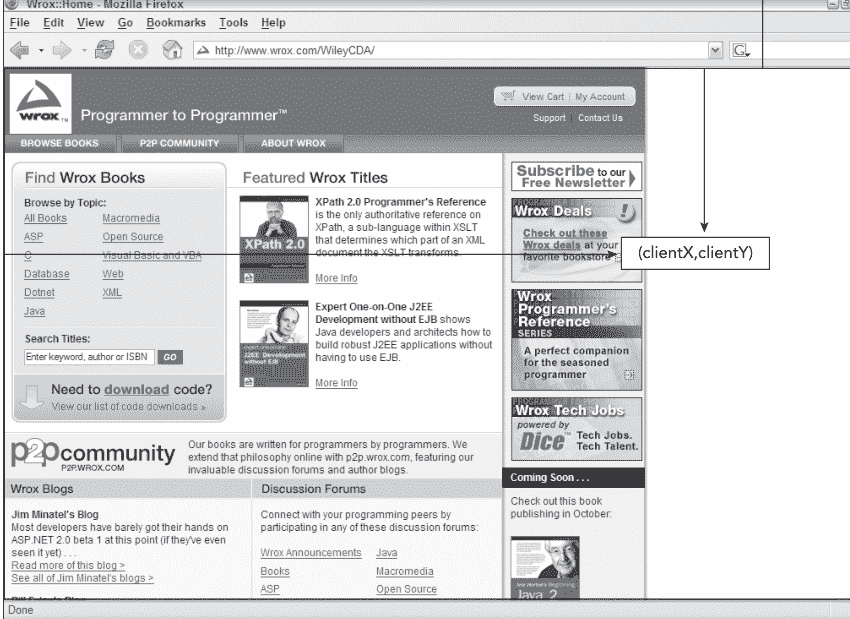 Wrox::Home - Mozilla Firefox
File Edit View Go Bookmarks Tools Help
http://www.wrox.com/WileyCDA/
G
wrox™
Programmer to Programmer™
View Cart | My Account
Support | Contact Us
BROWSE BOOKS P2P COMMUNITY ABOUT WROX
Find Wrox Books
Browse by Topic:
All Books Macromedia
ASP Open Source
C Visual Basic and VBA
Database Web
Dotnet XML
Java
Search Titles:
Enter keyword, author or ISBN GO
Need to download code?
View our list of code downloads »
Featured Wrox Titles
XPath 2.0
XPath 2.0 Programmer's Reference
is the only authoritative reference on
XPath, a sub-language within XSLT
that determines which part of an XML
document the XSLT transforms.
More Info
J2EE Development
without EJB
Expert One-on-One J2EE
Development without EJB shows
Java developers and architects how to
build robust J2EE applications without
having to use EJB.
More Info
Subscribe to our
Free Newsletter
Wrox Deals
Check out these
Wrox deals at your
favorite bookstore
(clientX,clientY)
Wrox
Programmer's
Reference
SERIES
A perfect companion
for the seasoned
programmer
Wrox Tech Jobs
powered by
Dice™ Tech Jobs.
Tech Talent.
p2pcommunity
P2P.WROX.COM
Our books are written for programmers by programmers. We
extend that philosophy online with p2p.wrox.com, featuring our
invaluable discussion forums and author blogs.
Wrox Blogs
Jim Minatel's Blog
Most developers have barely got their hands on
ASP.NET 2.0 beta 1 at this point (if they've even
seen it yet) . . .
Read more of this blog >
See all of Jim Minatel's blogs >
Discussion Forums
Connect with your programming peers by
participating in any of these discussion forums:
Wrox Announcements Java
Books Macromedia
ASP Open Source
Coming Soon . . .
Check out this book
publishing in October:
Java 2
Done